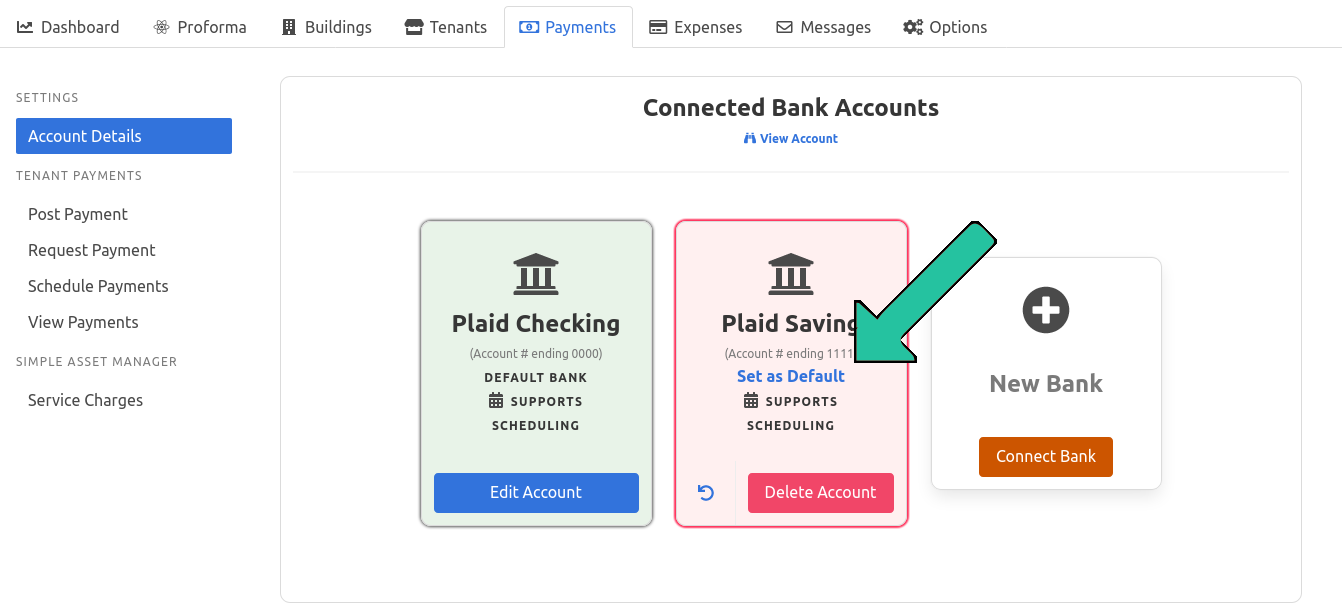 Dashboard
Proforma
Buildings
Tenants
Payments
Expenses
Messages
Options
SETTINGS
Account Details
TENANT PAYMENTS
Post Payment
Request Payment
Schedule Payments
View Payments
SIMPLE ASSET MANAGER
Service Charges
Connected Bank Accounts
View Account
Plaid Checking
(Account # ending 0000)
DEFAULT BANK
SUPPORTS
SCHEDULING
Edit Account
Plaid Saving
(Account # ending 1111
Set as Default
SUPPORTS
SCHEDULING
Delete Account
New Bank
Connect Bank